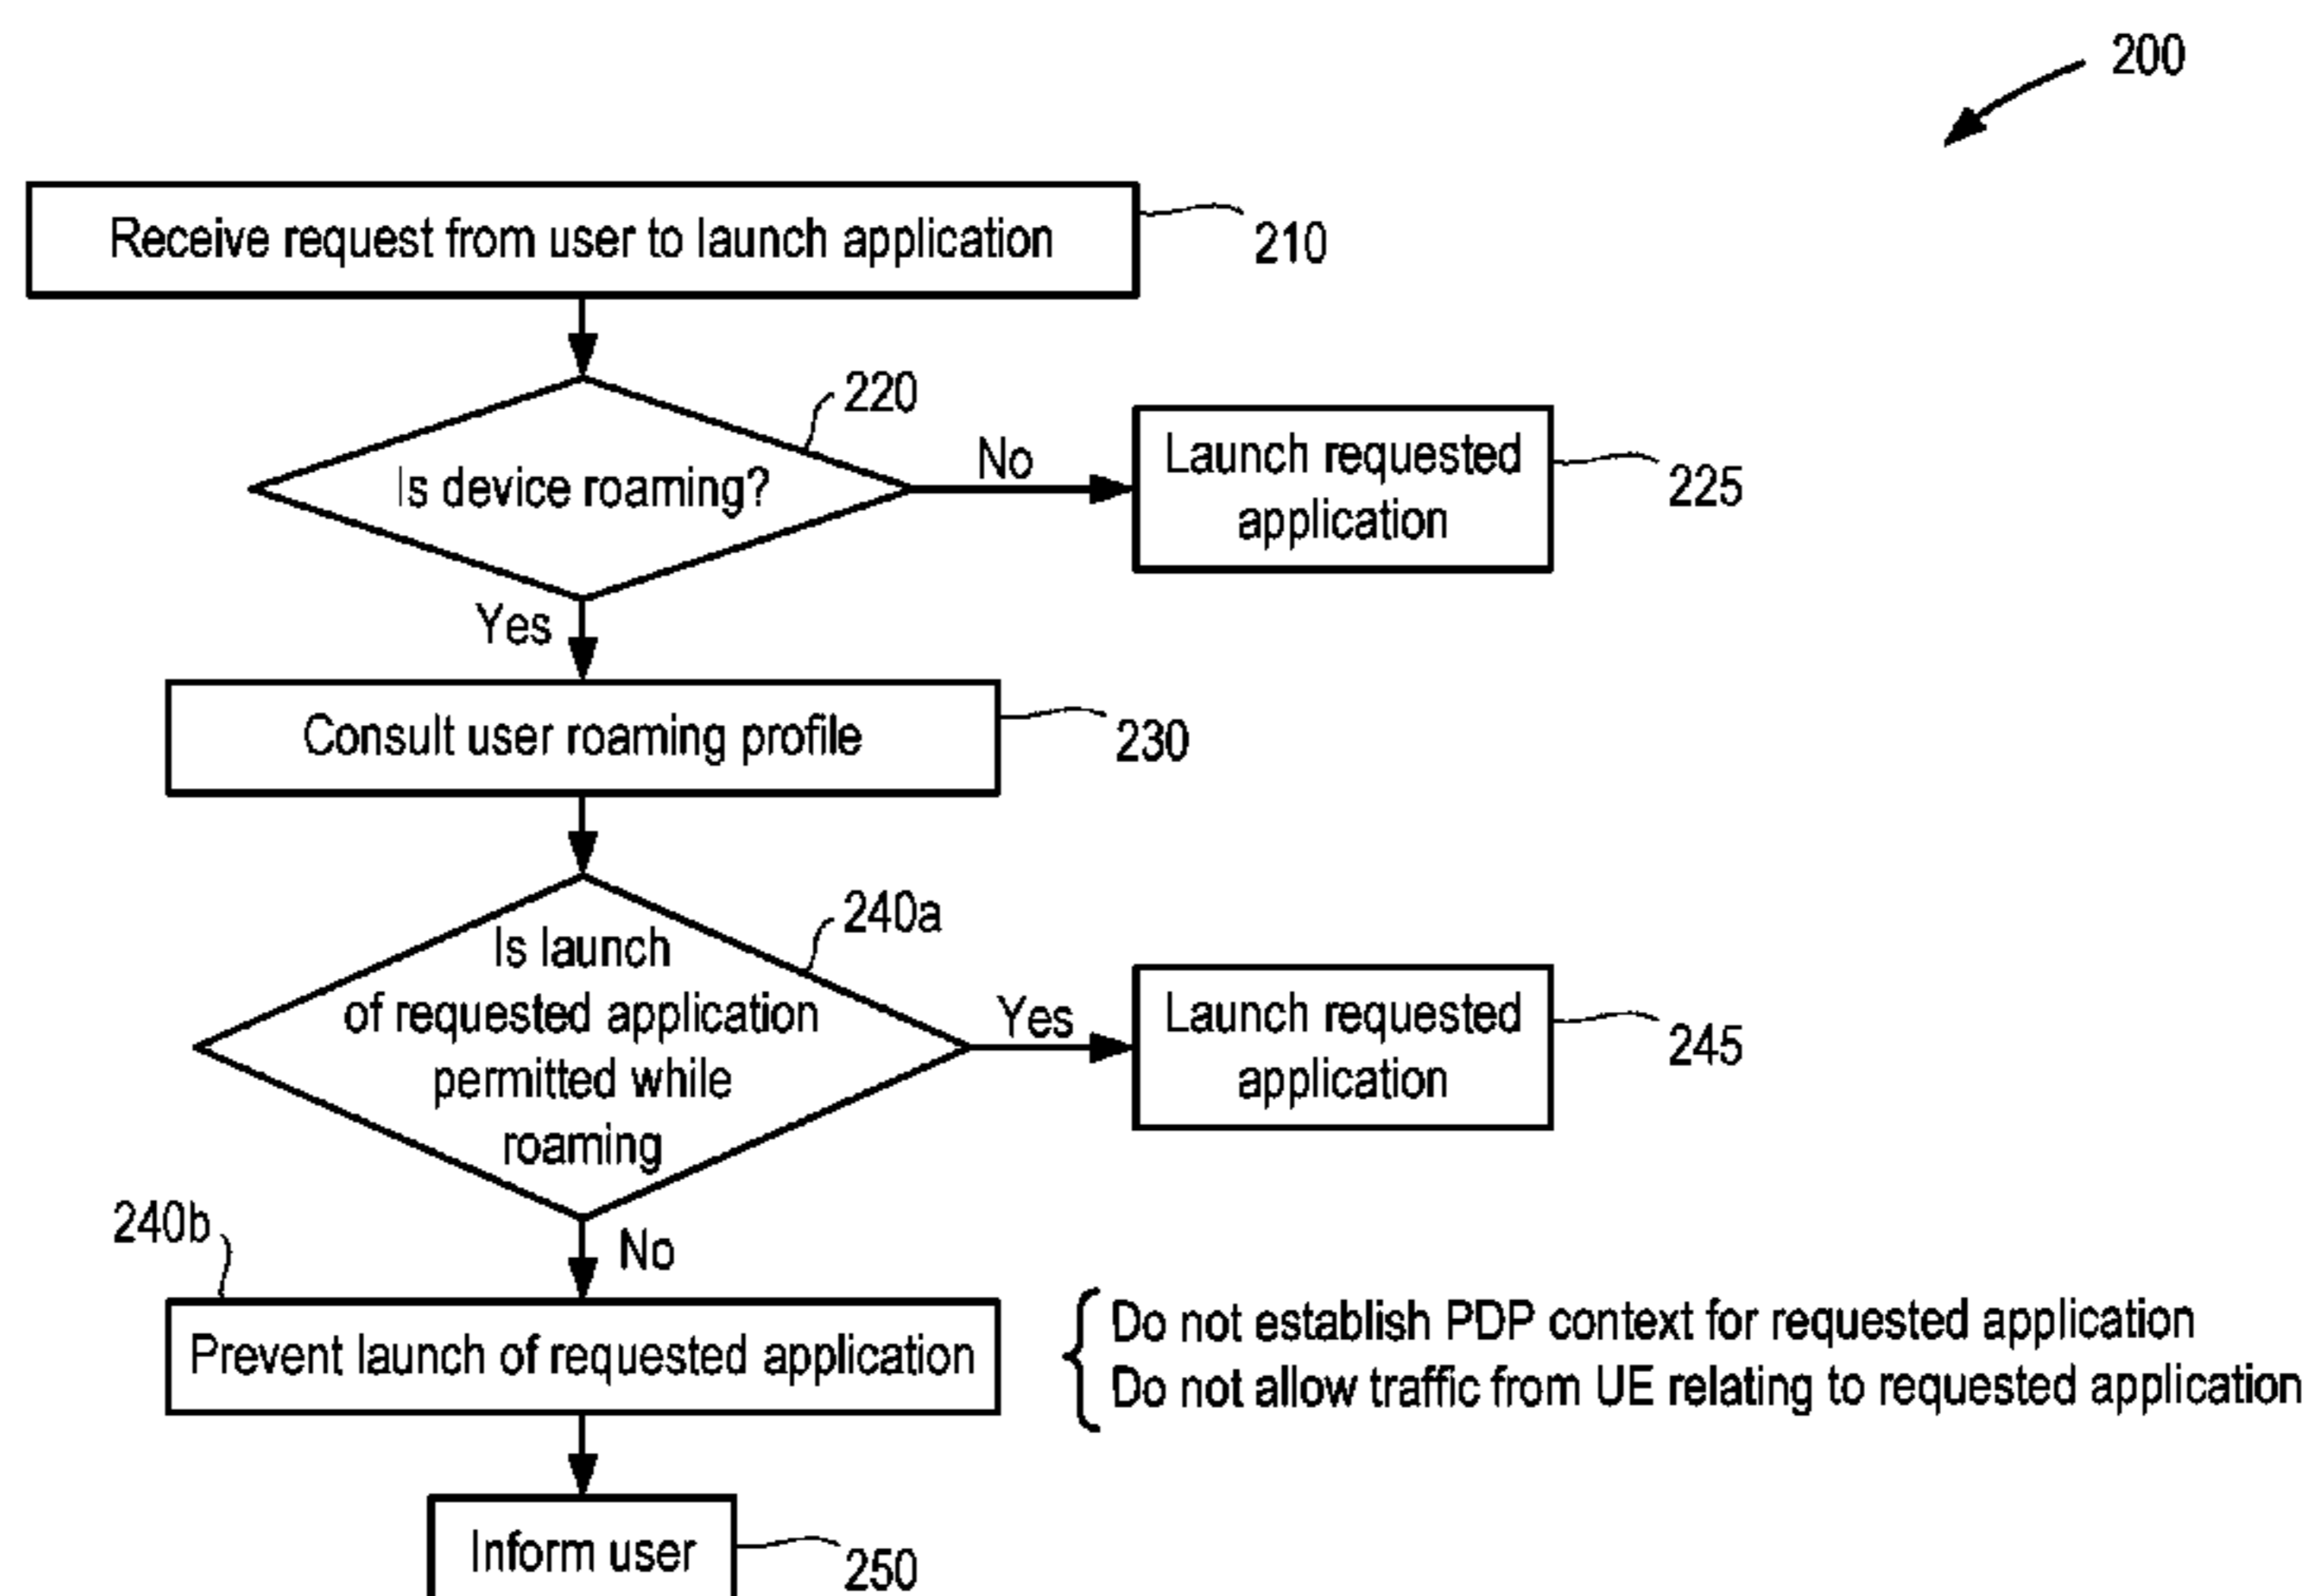 200
Receive request from user to launch application
210
220
Is device roaming?
No
Launch requested
application
225
Yes
Consult user roaming profile
230
240a
Is launch
of requested application
permitted while
roaming
Yes
Launch requested
application
245
240b
No
Prevent launch of requested application
Do not establish PDP context for requested application
Do not allow traffic from UE relating to requested application
Inform user
250